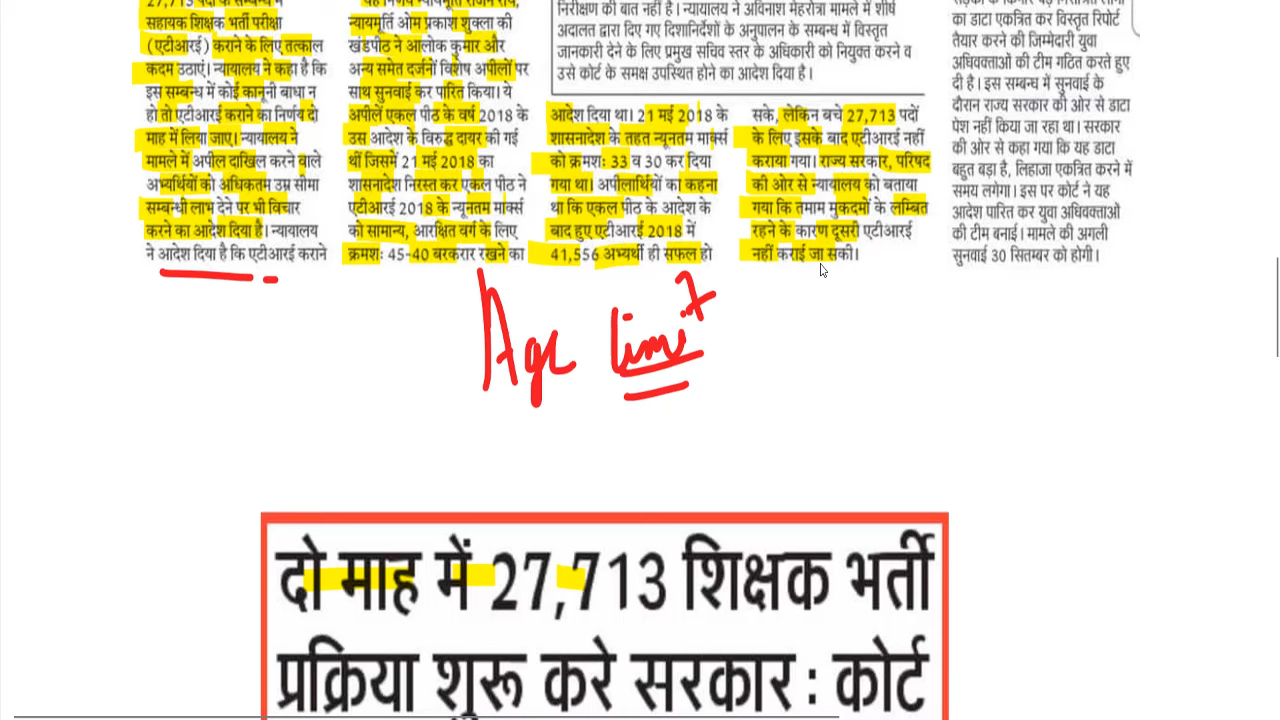 27,713 पदों के सम्बन्ध में
सहायक शिक्षक भर्ती परीक्षा
(एटीआरई) कराने के लिए तत्काल
कदम उठाएं। न्यायालय ने कहा है कि
इस सम्बन्ध में कोई कानूनी बाधा न
हो तो एटीआरई कराने का निर्णय दो
माह में लिया जाए। न्यायालय ने
मामले में अपील दाखिल करने वाले
अभ्यर्थियों को अधिकतम उम्र सीमा
सम्बन्धी लाभ देने पर भी विचार
करने का आदेश दिया है। न्यायालय
ने आदेश दिया है कि एटीआरई कराने
यह निर्णय न्यायमूर्ति राजन राय,
न्यायमूर्ति ओम प्रकाश शुक्ला की
खंडपीठ ने आलोक कुमार और
अन्य समेत दर्जनों विशेष अपीलों पर
साथ सुनवाई कर पारित किया। ये
अपीलें एकल पीठ के वर्ष 2018 के
उस आदेश के विरुद्ध दायर की गई
थीं जिसमें 21 मई 2018 का
शासनादेश निरस्त कर एकल पीठ ने
एटीआरई 2018 के न्यूनतम मार्क्स
को सामान्य, आरक्षित वर्ग के लिए
क्रमशः 45-40 बरकरार रखने का
निरीक्षण की बात नहीं है। न्यायालय ने अविनाश मेहरोत्रा मामले में शीर्ष
अदालत द्वारा दिए गए दिशानिर्देशों के अनुपालन के सम्बन्ध में विस्तृत
जानकारी देने के लिए प्रमुख सचिव स्तर के अधिकारी को नियुक्त करने व
उसे कोर्ट के समक्ष उपस्थित होने का आदेश दिया है।
आदेश दिया था। 21 मई 2018 के
शासनादेश के तहत न्यूनतम मार्क्स
को क्रमशः 33 व 30 कर दिया
गया था। अपीलार्थियों का कहना
था कि एकल पीठ के आदेश के
बाद हुए एटीआरई 2018 में
41,556 अभ्यर्थी ही सफल हो
सके, लेकिन बचे 27,713 पदों
के लिए इसके बाद एटीआरई नहीं
कराया गया। राज्य सरकार, परिषद
की ओर से न्यायालय को बताया
गया कि तमाम मुकदमों के लम्बित
रहने के कारण दूसरी एटीआरई
नहीं कराई जा सकी।
का डाटा एकत्रित कर विस्तृत रिपोर्ट
तैयार करने की जिम्मेदारी युवा
अधिवक्ताओं की टीम गठित करते हुए
दी है। इस सम्बन्ध में सुनवाई के
दौरान राज्य सरकार की ओर से डाटा
पेश नहीं किया जा रहा था। सरकार
की ओर से कहा गया कि यह डाटा
बहुत बड़ा है, लिहाजा एकत्रित करने में
समय लगेगा। इस पर कोर्ट ने यह
आदेश पारित कर युवा अधिवक्ताओं
की टीम बनाई। मामले की अगली
सुनवाई 30 सितम्बर को होगी।
Age limit
दो माह में 27,713 शिक्षक भर्ती
प्रक्रिया शुरू करे सरकार : कोर्ट